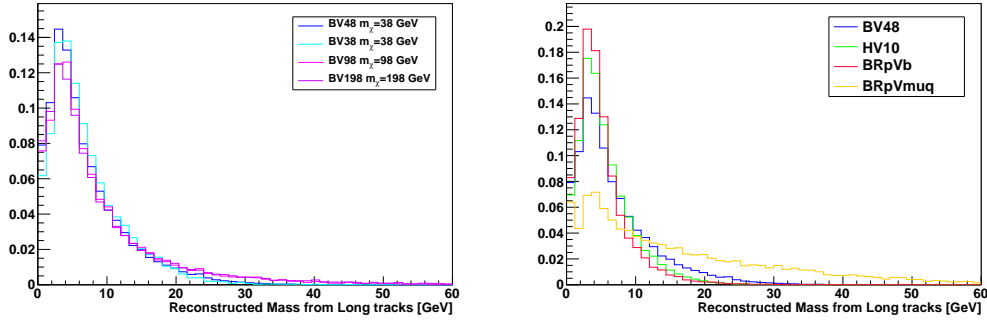 BV48 mχ=38 GeV
BV38 mχ=38 GeV
BV98 mχ=98 GeV
BV198 mχ=198 GeV
0.14
0.12
0.1
0.08
0.06
0.04
0.02
0
0 10 20 30 40 50 60
Reconstructed Mass from Long tracks [GeV]
BV48
HV10
BRpVb
BRpVmuq
0.2
0.18
0.16
0.14
0.12
0.1
0.08
0.06
0.04
0.02
0
0 10 20 30 40 50 60
Reconstructed Mass from Long tracks [GeV]